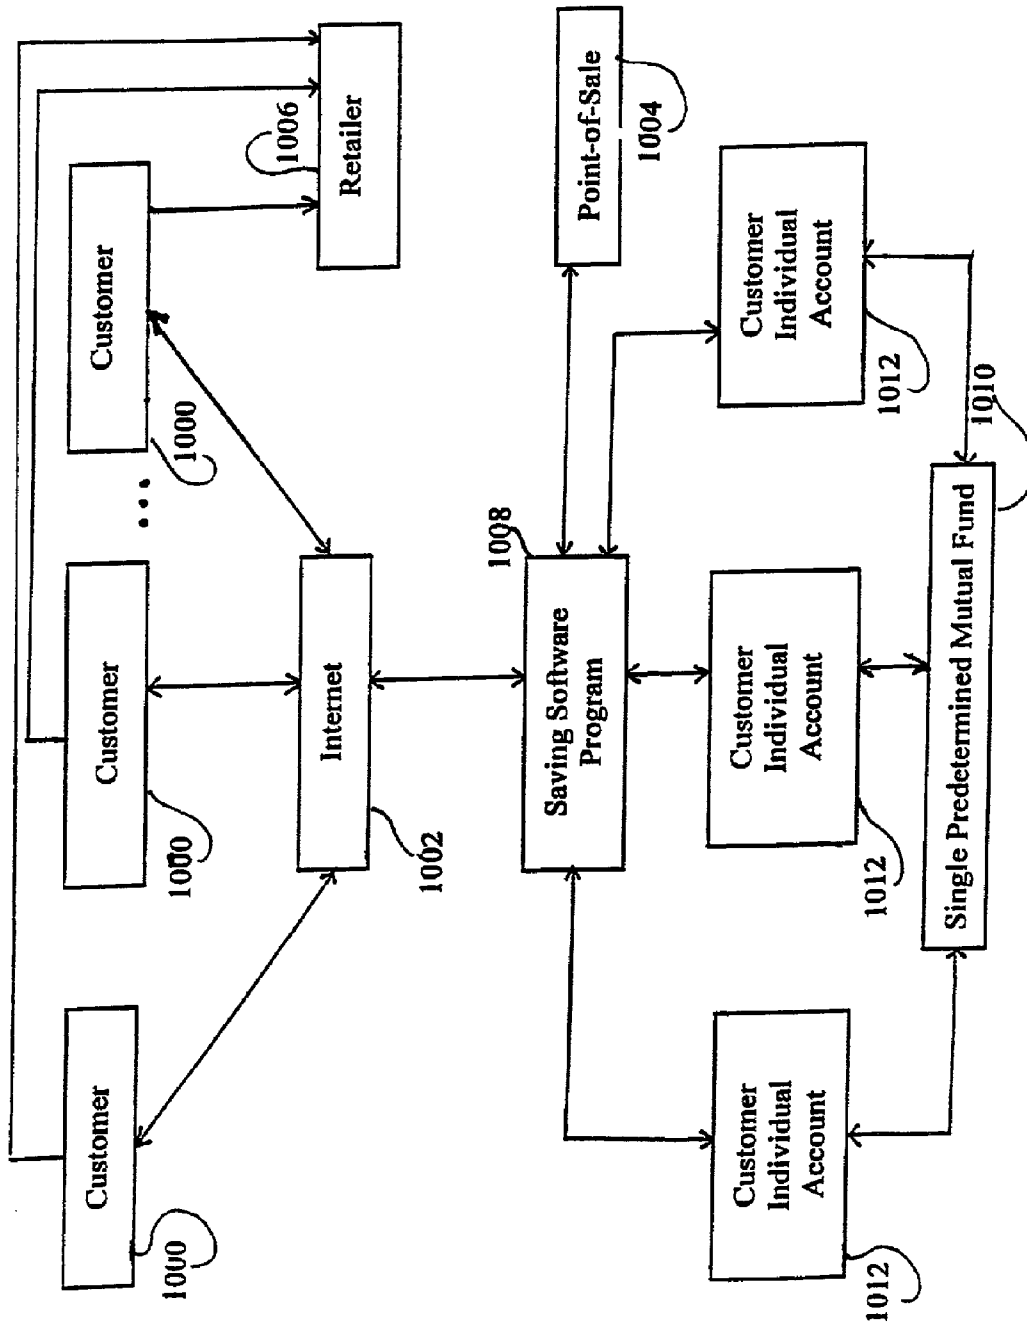 Customer
1000
Customer
1000
...
Customer
1000
Retailer
1006
Internet
1002
Saving Software
Program
1008
Point-of-Sale
1004
Customer
Individual
Account
1012
Customer
Individual
Account
1012
Customer
Individual
Account
1012
Single Predetermined Mutual Fund
1010